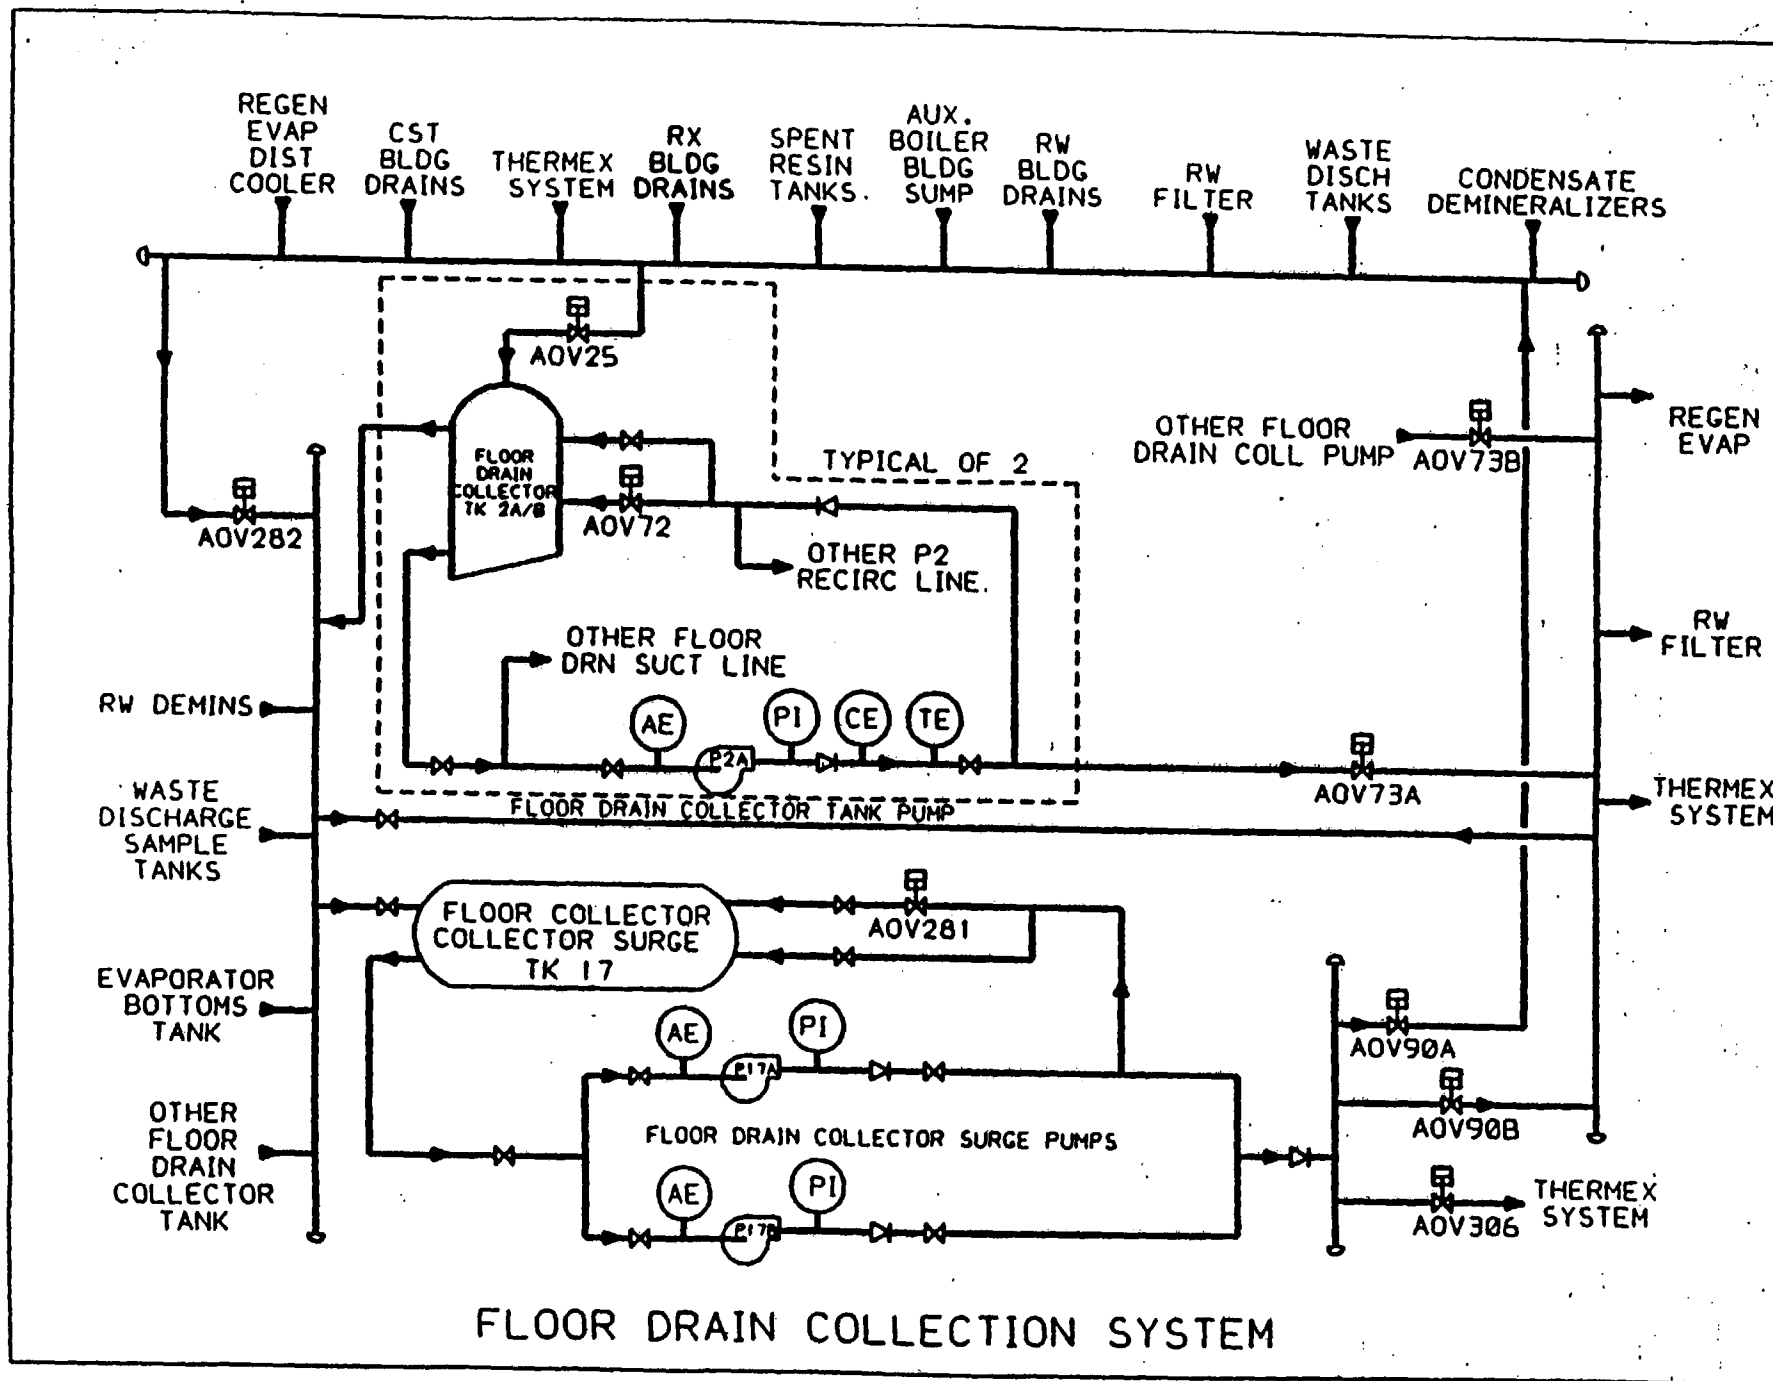 REGEN
EVAP
DIST
COOLER
CST
BLDG
DRAINS
THERMEX
SYSTEM
RX
BLDG
DRAINS
SPENT
RESIN
TANKS.
AUX.
BOILER
BLDG
SUMP
RW
BLDG
DRAINS
RW
FILTER
WASTE
DISCH
TANKS
CONDENSATE
DEMINERALIZERS
AOV25
FLOOR
DRAIN
COLLECTOR
TK 2A/B
TYPICAL OF 2
AOV72
OTHER P2
RECIRC LINE.
AOV282
OTHER FLOOR
DRAIN COLL PUMP
AOV73B
REGEN
EVAP
RW
FILTER
OTHER FLOOR
DRN SUCT LINE
RW DEMINS
AE
P2A
PI
CE
TE
AOV73A
THERMEX
SYSTEM
FLOOR DRAIN COLLECTOR TANK PUMP
WASTE
DISCHARGE
SAMPLE
TANKS
FLOOR COLLECTOR
COLLECTOR SURGE
TK 17
AOV281
EVAPORATOR
BOTTOMS
TANK
AE
P17A
PI
AOV90A
AOV90B
FLOOR DRAIN COLLECTOR SURGE PUMPS
OTHER
FLOOR
DRAIN
COLLECTOR
TANK
AE
P17B
PI
AOV306
THERMEX
SYSTEM
FLOOR DRAIN COLLECTION SYSTEM